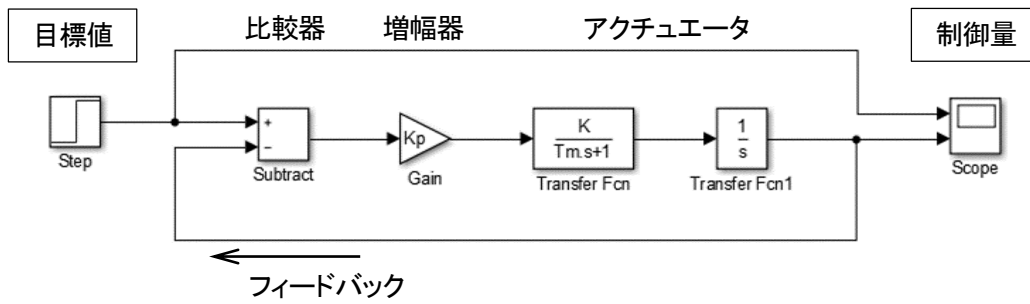 目標値
比較器
増幅器
アクチュエータ
制御量
Step
+
−
Subtract
Kp
Gain
K
Tm.s+1
Transfer Fcn
1
s
Transfer Fcn1
Scope
フィードバック